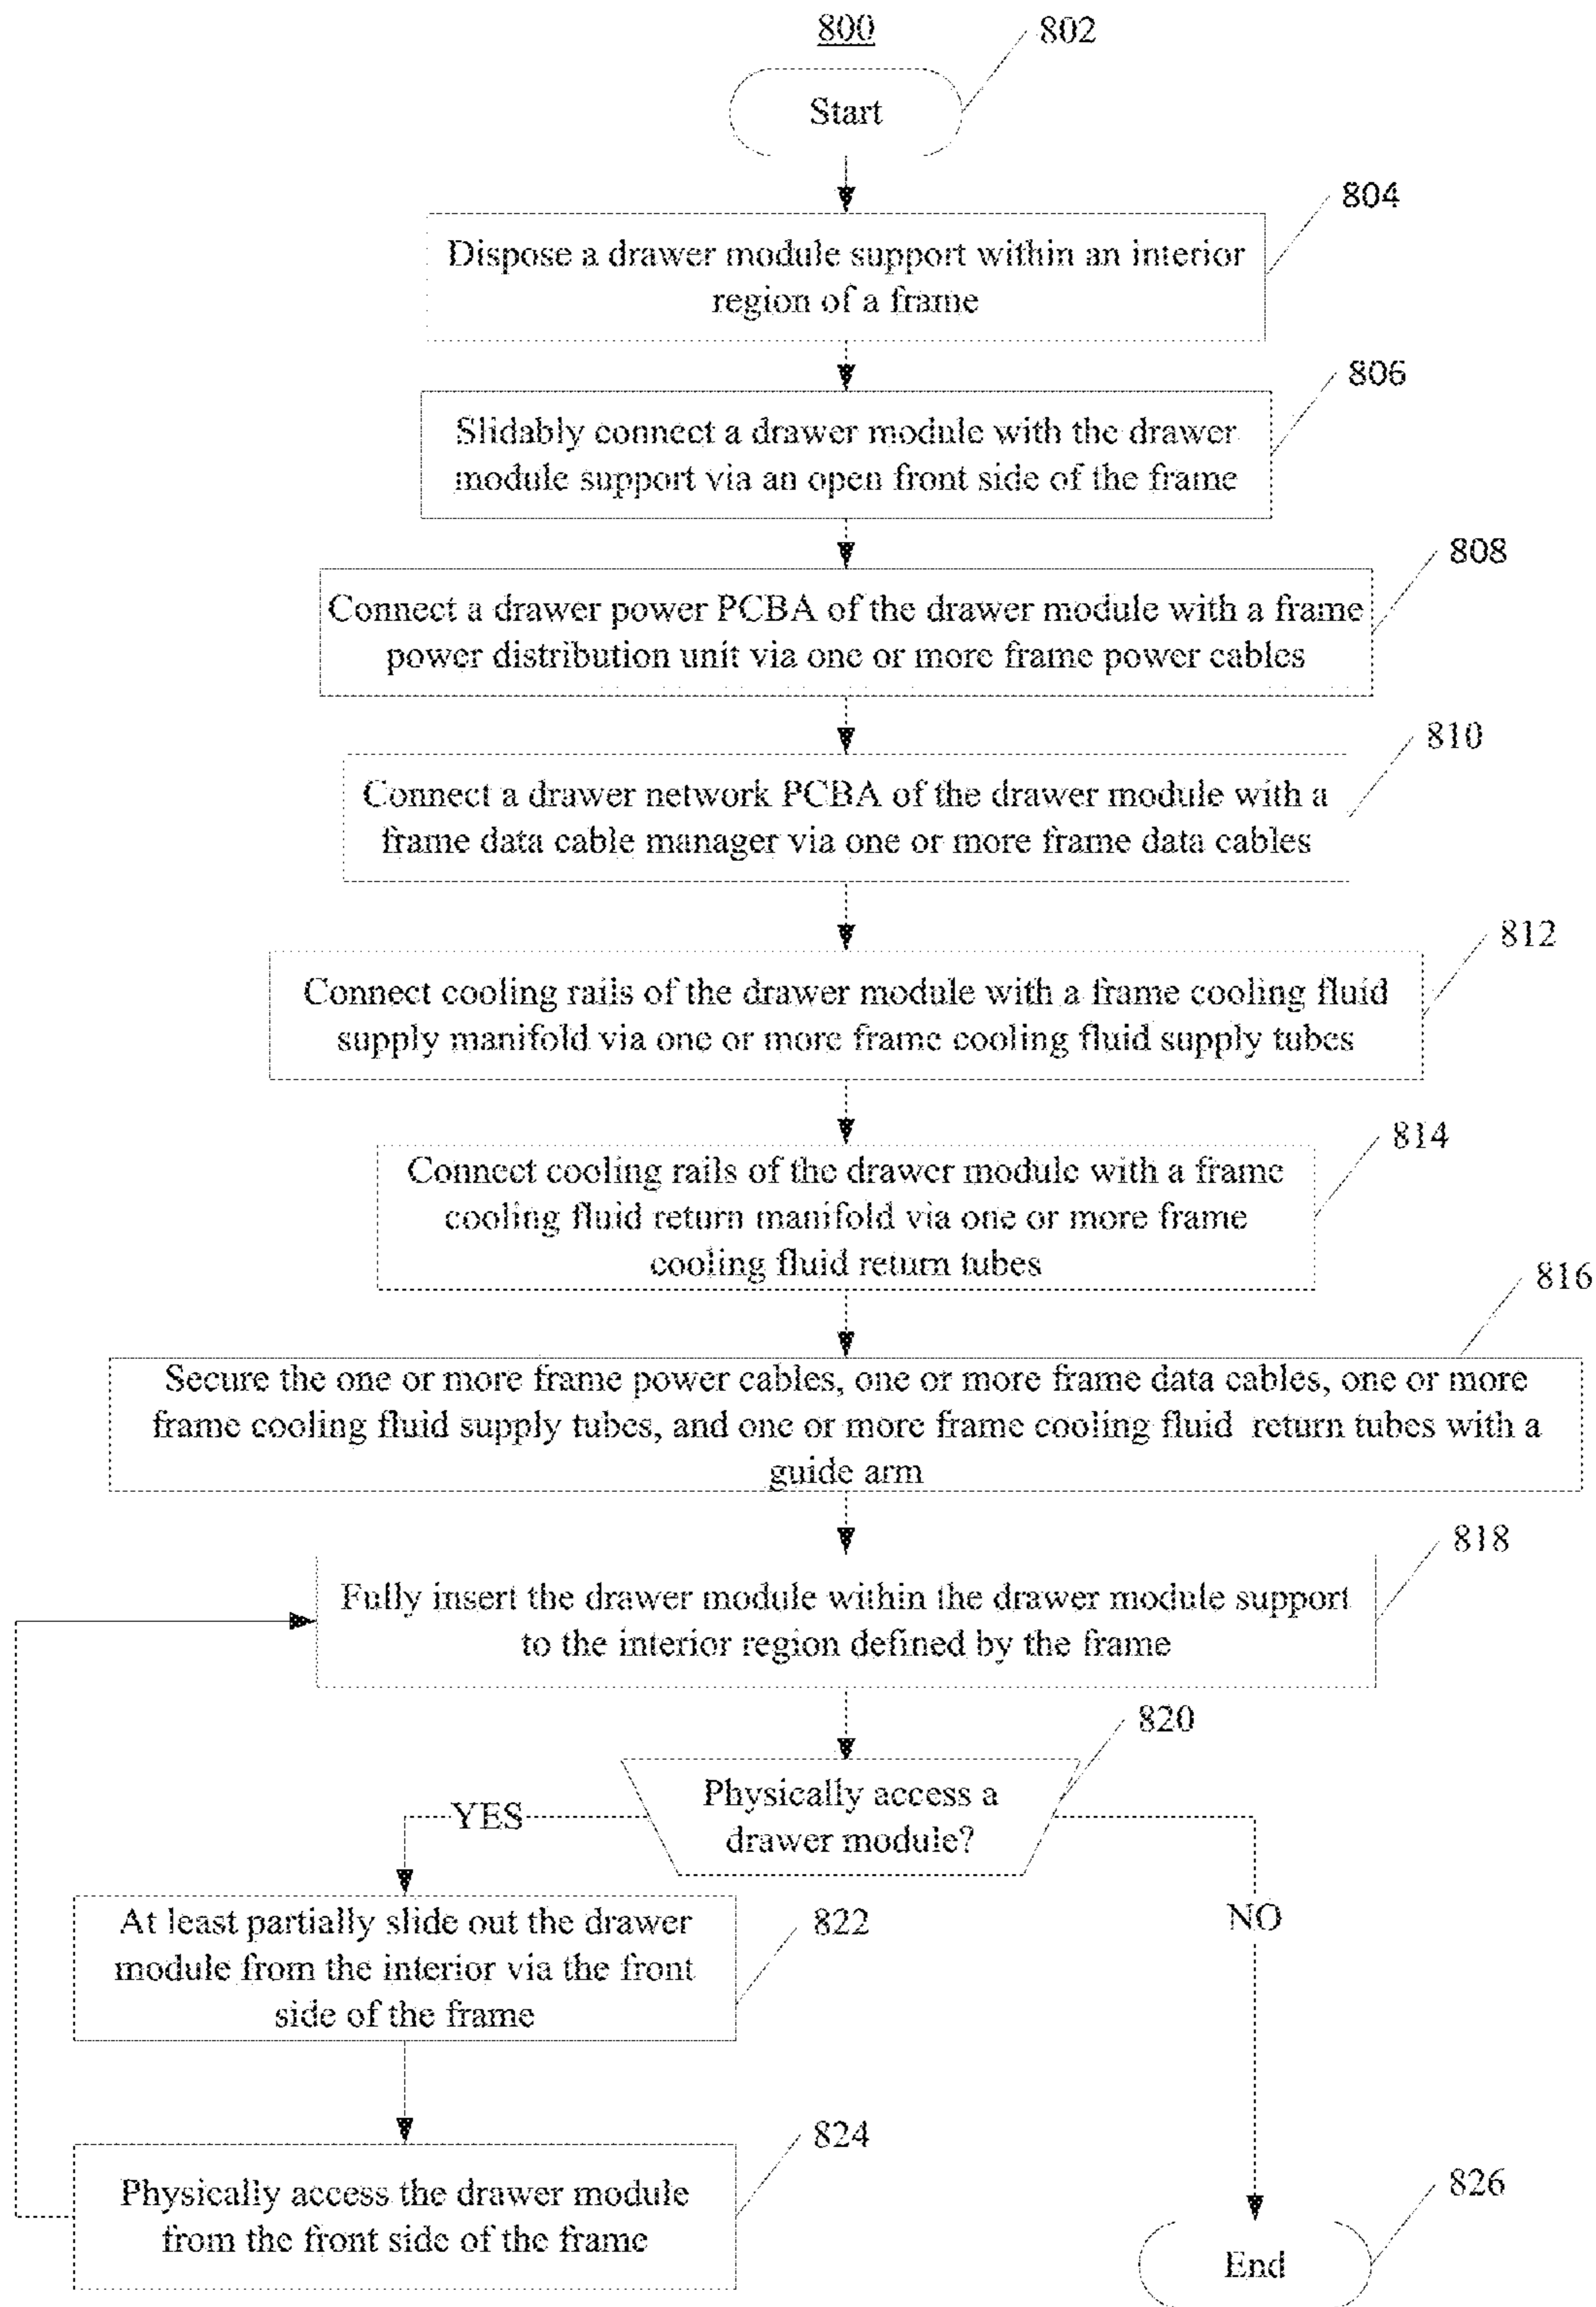 800
802
Start
804
Dispose a drawer module support within an interior
region of a frame
806
Slidably connect a drawer module with the drawer
module support via an open front side of the frame
808
Connect a drawer power PCBA of the drawer module with a frame
power distribution unit via one or more frame power cables
810
Connect a drawer network PCBA of the drawer module with a
frame data cable manager via one or more frame data cables
812
Connect cooling rails of the drawer module with a frame cooling fluid
supply manifold via one or more frame cooling fluid supply tubes
814
Connect cooling rails of the drawer module with a frame
cooling fluid return manifold via one or more frame
cooling fluid return tubes
816
Secure the one or more frame power cables, one or more frame data cables, one or more
frame cooling fluid supply tubes, and one or more frame cooling fluid return tubes with a
guide arm
818
Fully insert the drawer module within the drawer module support
to the interior region defined by the frame
820
Physically access a
drawer module?
YES
NO
822
At least partially slide out the drawer
module from the interior via the front
side of the frame
824
Physically access the drawer module
from the front side of the frame
826
End